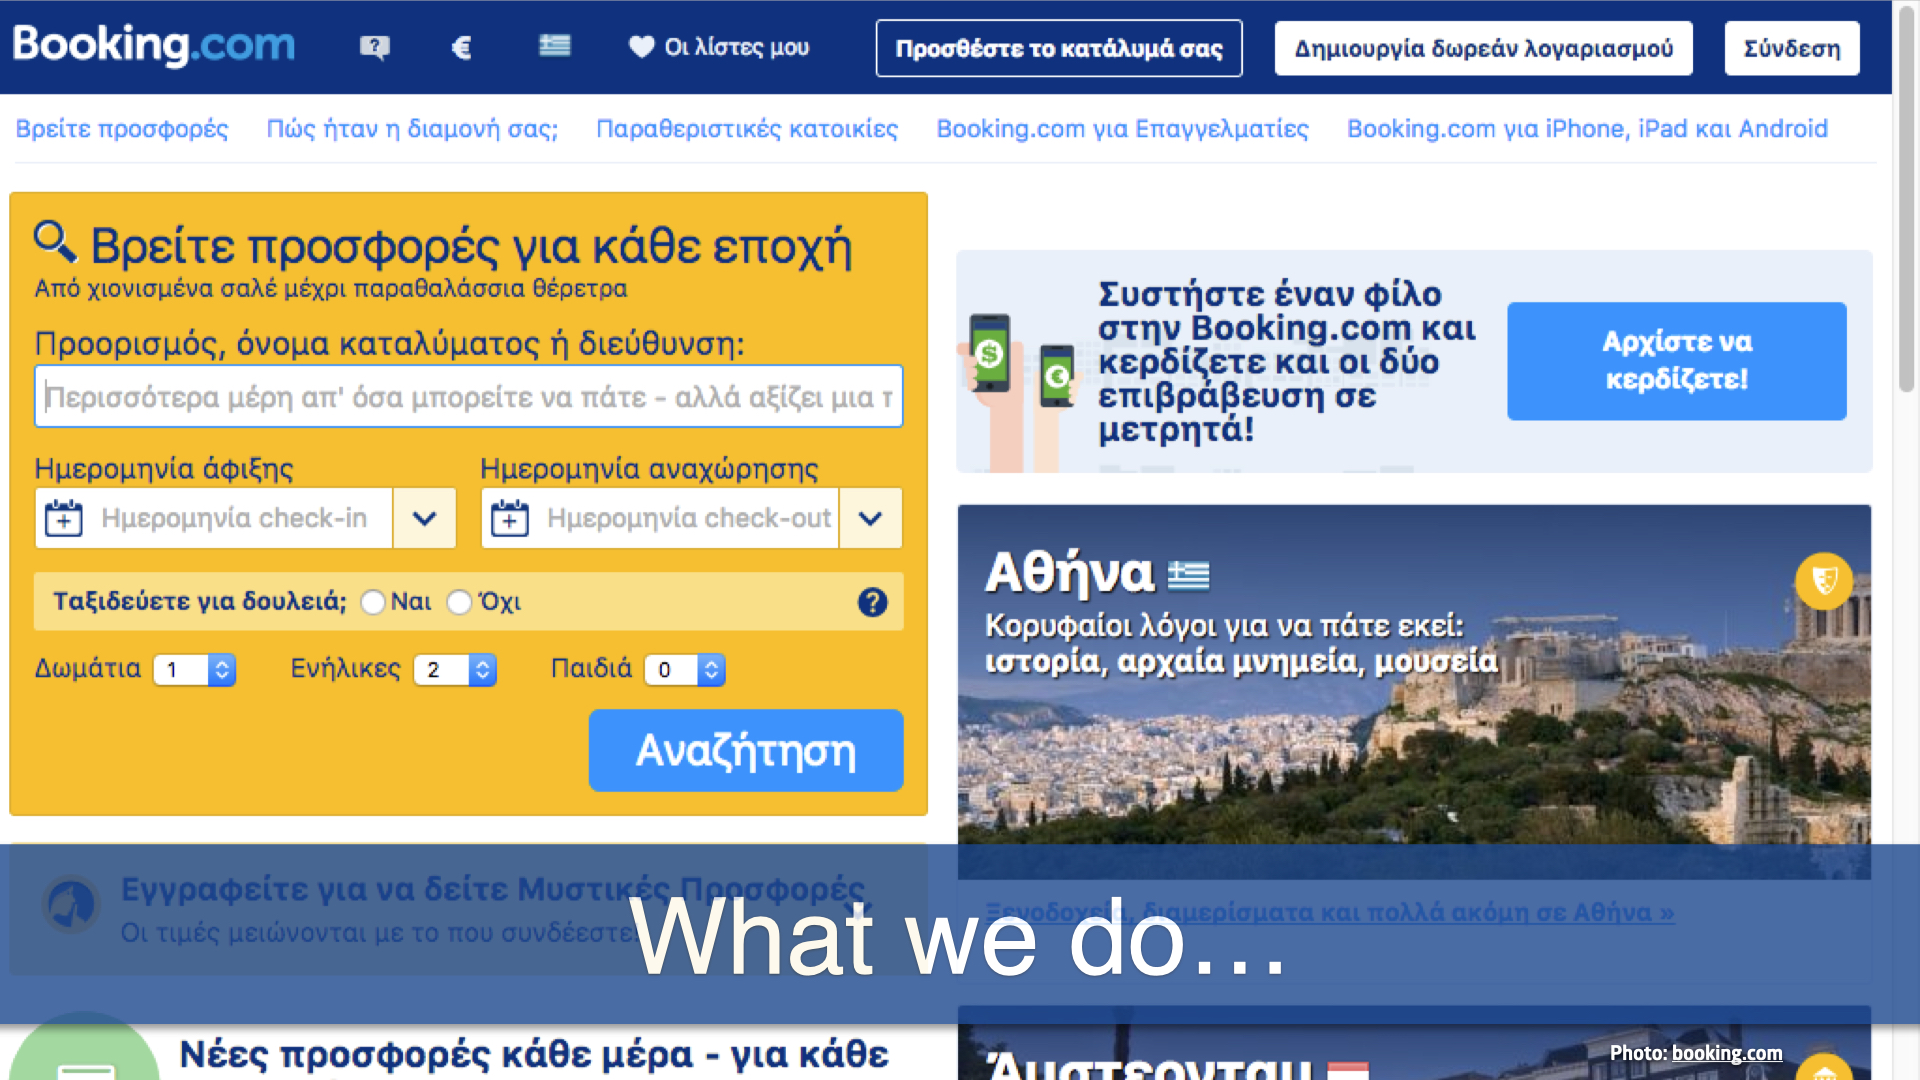 Booking.com
Οι λίστες μου
Προσθέστε το κατάλυμά σας
Δημιουργία δωρεάν λογαριασμού
Σύνδεση
Βρείτε προσφορές
Πώς ήταν η διαμονή σας;
Παραθεριστικές κατοικίες
Booking.com για Επαγγελματίες
Booking.com για iPhone, iPad και Android
Βρείτε προσφορές για κάθε εποχή
Από χιονισμένα σαλέ μέχρι παραθαλάσσια θέρετρα
Προορισμός, όνομα καταλύματος ή διεύθυνση:
Περισσότερα μέρη απ' όσα μπορείτε να πάτε - αλλά αξίζει μια
Ημερομηνία άφιξης
Ημερομηνία αναχώρησης
Ημερομηνία check-in
Ημερομηνία check-out
Ταξιδεύετε για δουλειά; Ναι Όχι
Δωμάτια 1 Ενήλικες 2 Παιδιά 0
Αναζήτηση
Συστήστε έναν φίλο
στην Booking.com και
κερδίζετε και οι δύο
επιβράβευση σε
μετρητά!
Αρχίστε να
κερδίζετε!
Αθήνα
Κορυφαίοι λόγοι για να πάτε εκεί:
ιστορία, αρχαία μνημεία, μουσεία
Εγγραφείτε για να δείτε Μυστικές Προσφορές
Οι τιμές μειώνονται με το που συνδέεστε!
Ξενοδοχεία, διαμερίσματα και πολλά ακόμη σε Αθήνα »
What we do...
Νέες προσφορές κάθε μέρα - για κάθε
Άμστερνταμ
Photo: booking.com